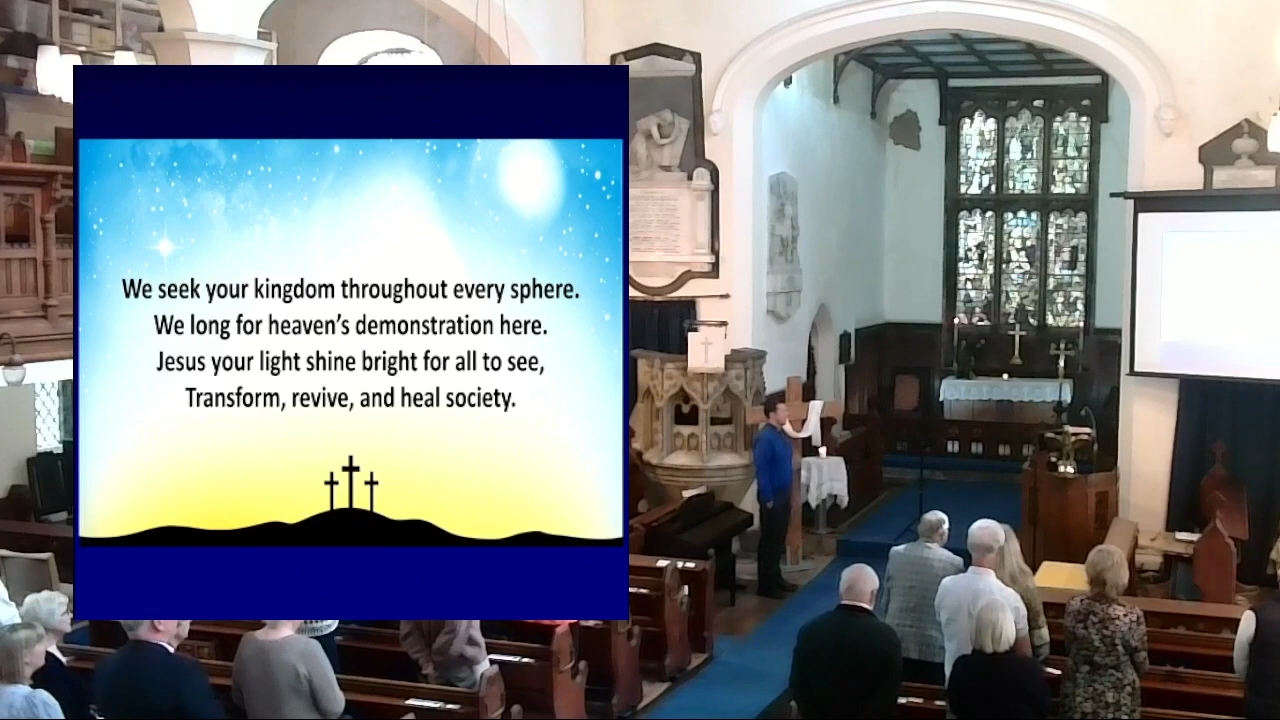 We seek your kingdom throughout every sphere.
We long for heaven’s demonstration here.
Jesus your light shine bright for all to see,
Transform, revive, and heal society.